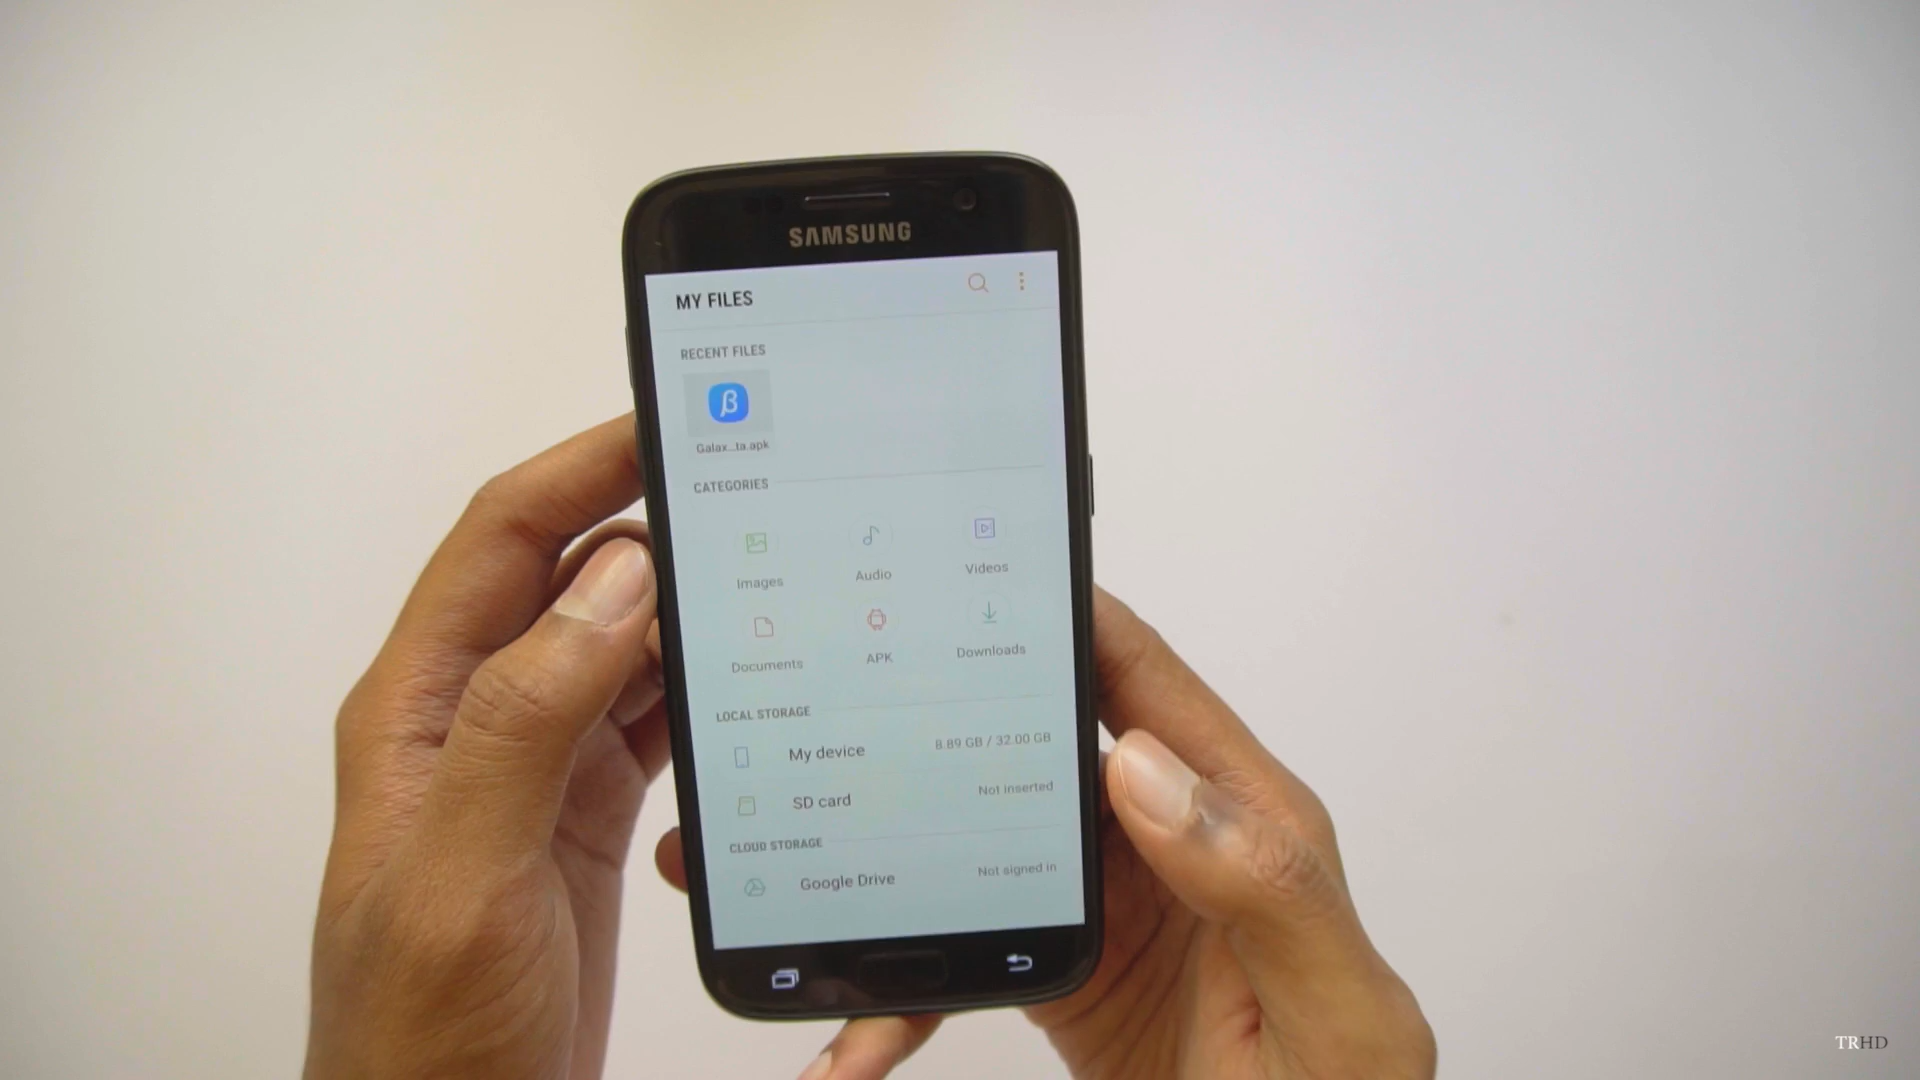 SAMSUNG
MY FILES
RECENT FILES
β
Galax...ta.apk
CATEGORIES
Images
Audio
Videos
Documents
APK
Downloads
LOCAL STORAGE
My device
8.89 GB / 32.00 GB
SD card
Not inserted
CLOUD STORAGE
Google Drive
Not signed in
TRHD